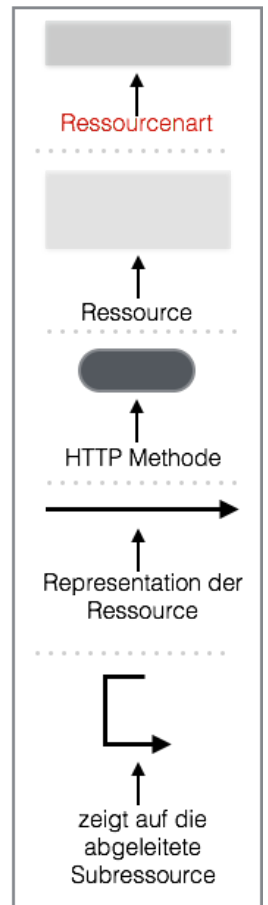 Ressourcenart
Ressource
HTTP Methode
Representation der
Ressource
zeigt auf die
abgeleitete
Subressource